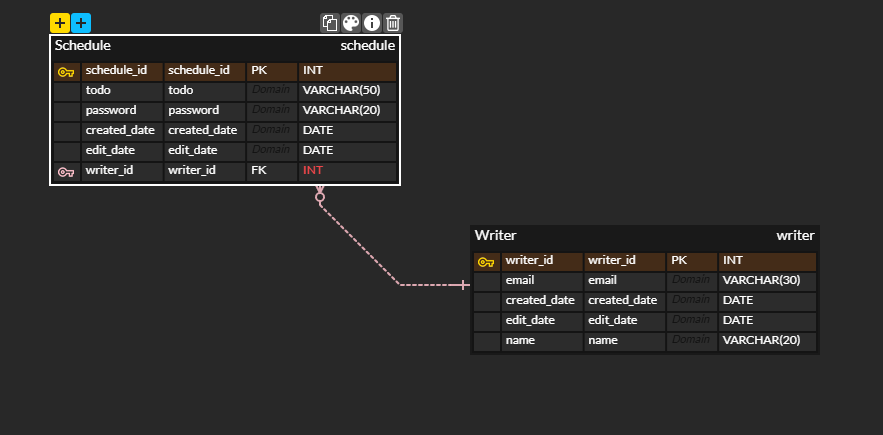 Schedule schedule
schedule_id schedule_id PK INT
todo todo Domain VARCHAR(50)
password password Domain VARCHAR(20)
created_date created_date Domain DATE
edit_date edit_date Domain DATE
writer_id writer_id FK INT
Writer writer
writer_id writer_id PK INT
email email Domain VARCHAR(30)
created_date created_date Domain DATE
edit_date edit_date Domain DATE
name name Domain VARCHAR(20)